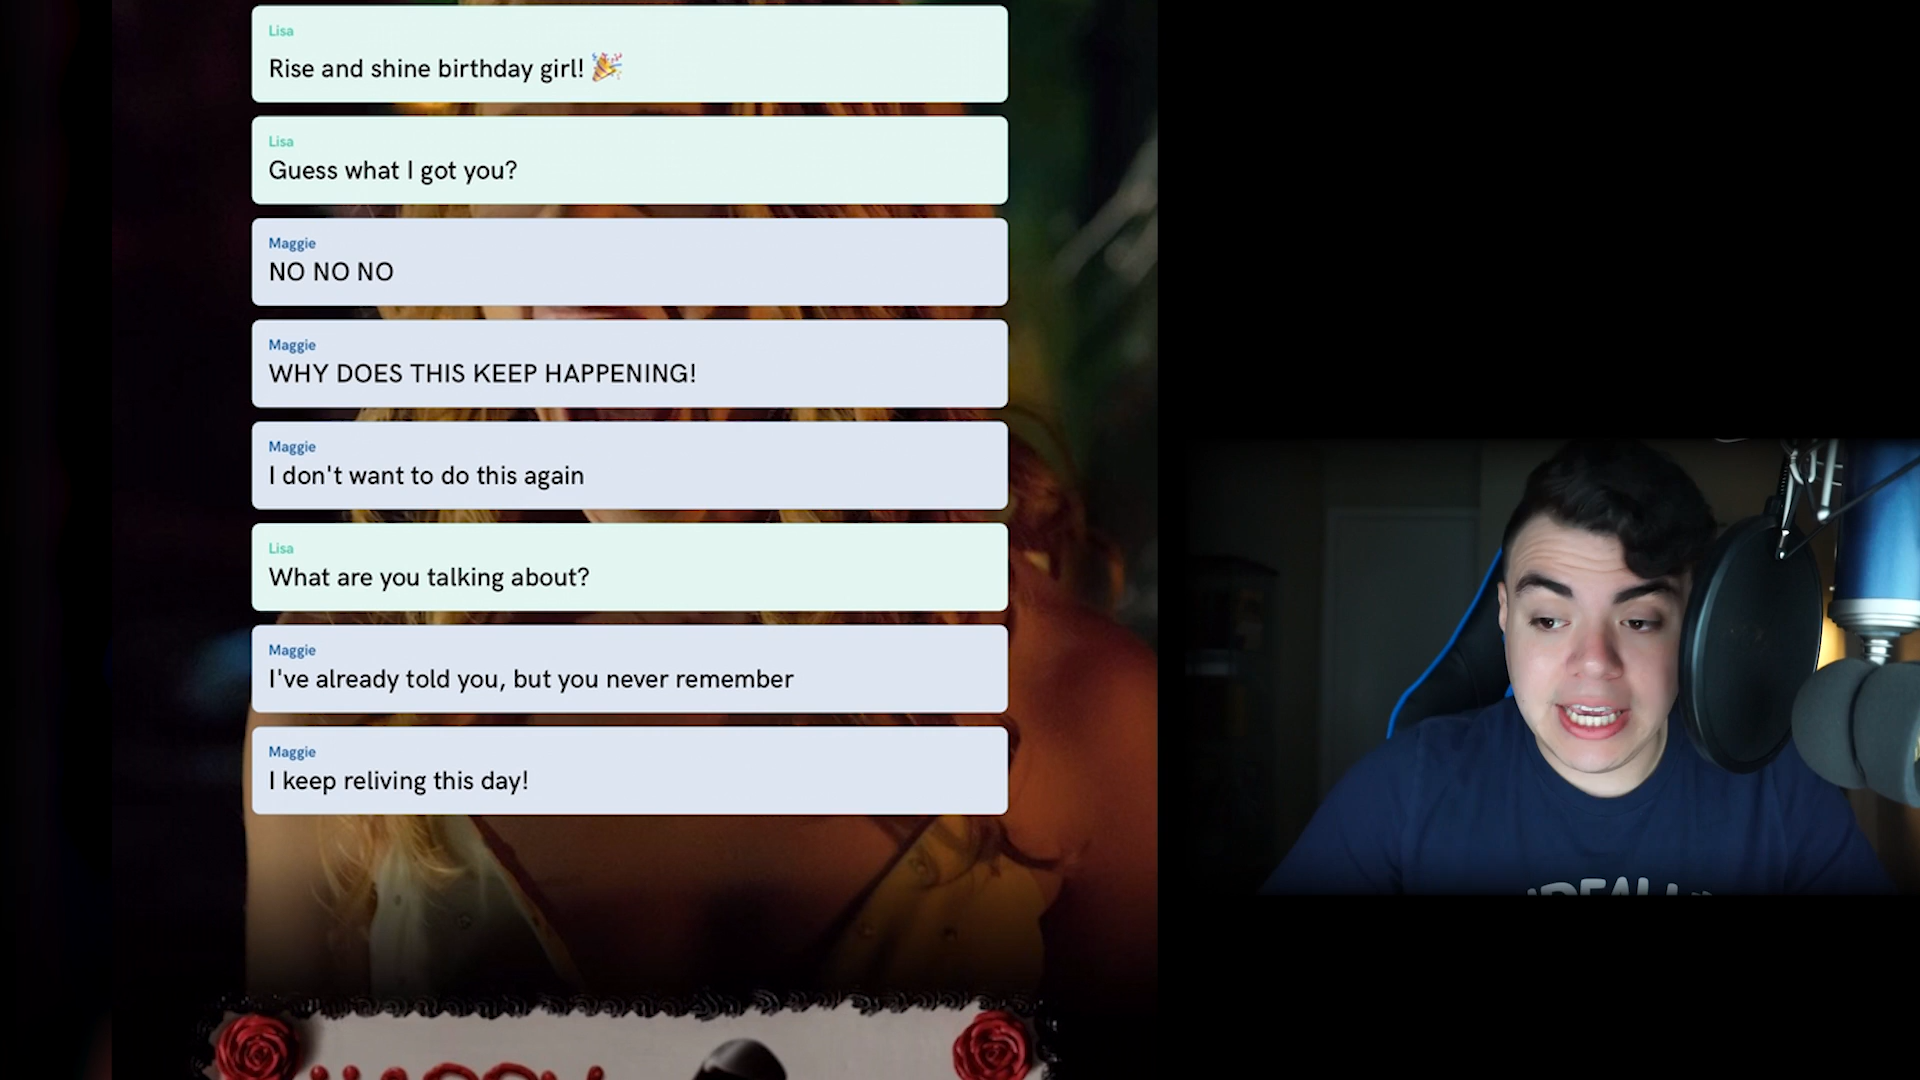 Lisa
Rise and shine birthday girl! 🎉
Lisa
Guess what I got you?
Maggie
NO NO NO
Maggie
WHY DOES THIS KEEP HAPPENING!
Maggie
I don't want to do this again
Lisa
What are you talking about?
Maggie
I've already told you, but you never remember
Maggie
I keep reliving this day!
HAPPY